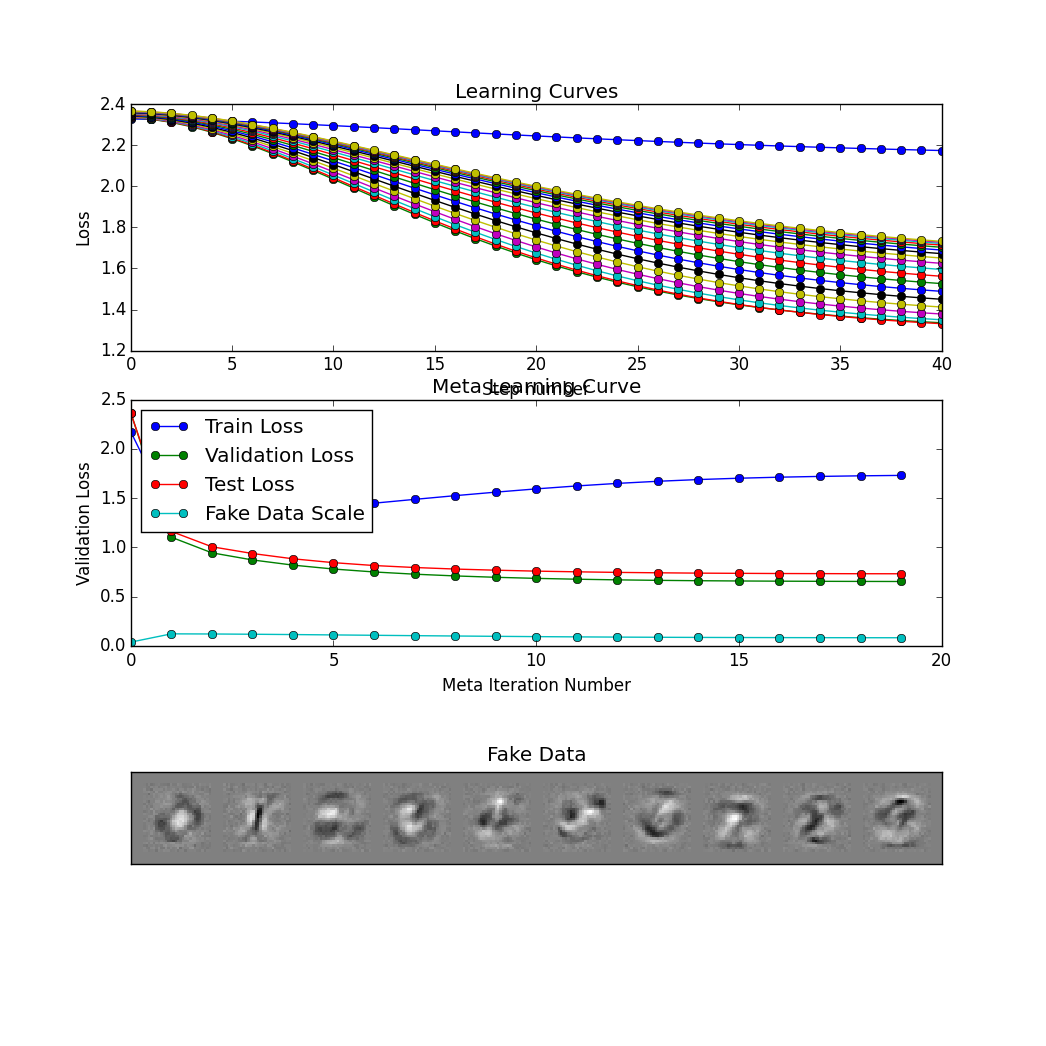 Learning Curves
2.4
2.2
2.0
1.8
1.6
1.4
1.2
Loss
0 5 10 15 20 25 30 35 40
Step number
Meta Learning Curve
2.5
2.0
1.5
1.0
0.5
0.0
Validation Loss
Train Loss
Validation Loss
Test Loss
Fake Data Scale
0 5 10 15 20
Meta Iteration Number
Fake Data